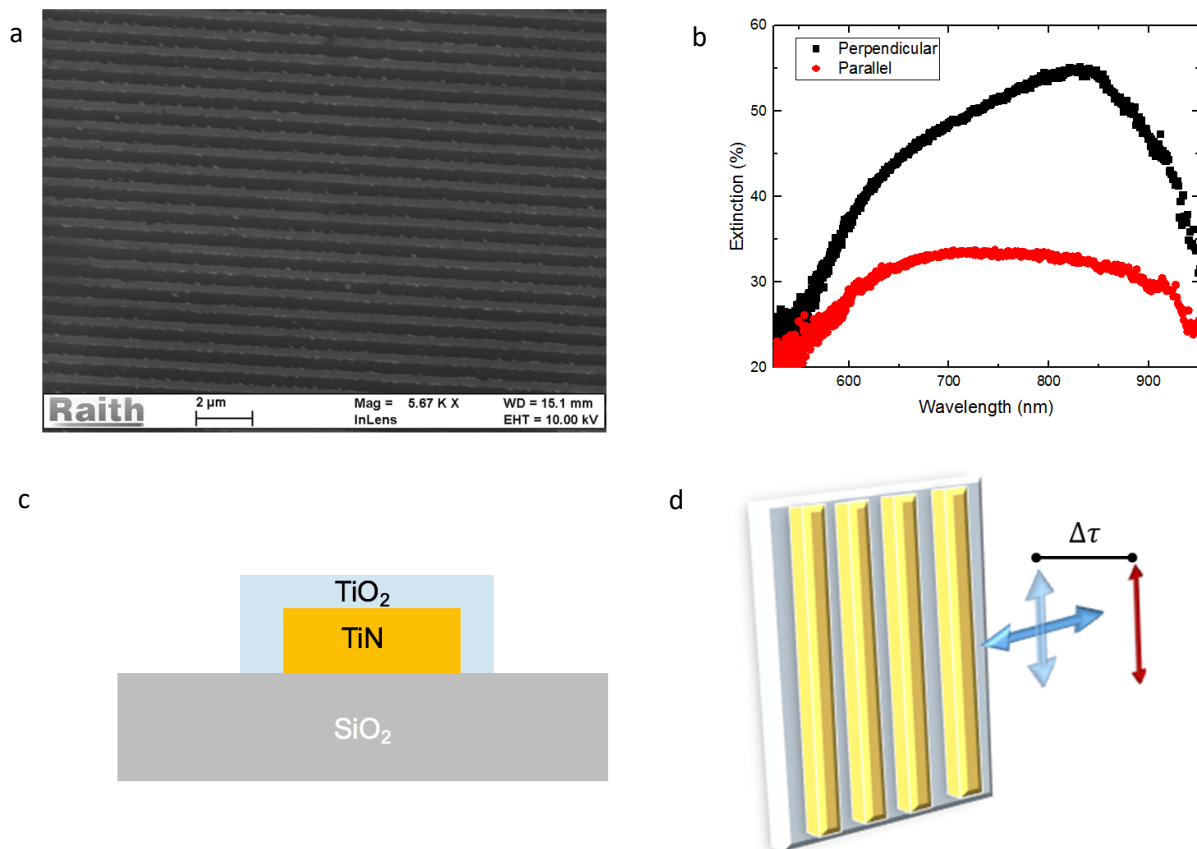 a
Raith
2 µm
Mag = 5.67 K X
InLens
WD = 15.1 mm
EHT = 10.00 kV
b
Perpendicular
Parallel
Extinction (%)
60
50
40
30
20
600
700
800
900
Wavelength (nm)
c
TiO₂
TiN
SiO₂
d
Δτ